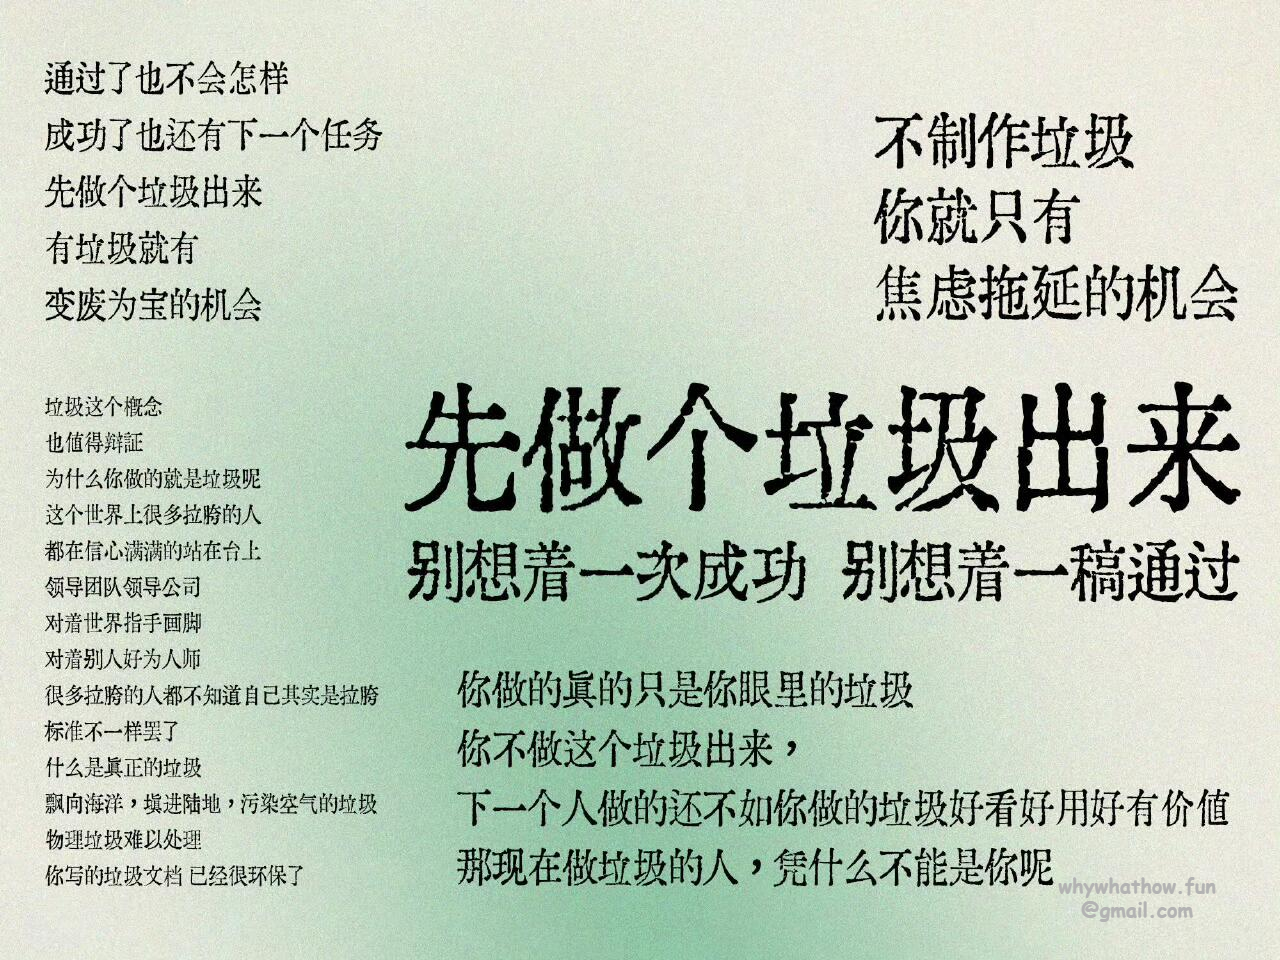 通过了也不会怎样
成功了也还有下一个任务
先做个垃圾出来
有垃圾就有
变废为宝的机会
不制作垃圾
你就只有
焦虑拖延的机会
先做个垃圾出来
别想着一次成功 别想着一稿通过
垃圾这个概念
也值得辩証
为什么你做的就是垃圾呢
这个世界上很多拉胯的人
都在信心满满的站在台上
领导团队领导公司
对着世界指手画脚
对着别人好为人师
很多拉胯的人都不知道自己其实是拉胯
标准不一样罢了
什么是真正的垃圾
飘向海洋，填进陆地，污染空气的垃圾
物理垃圾难以处理
你写的垃圾文档 已经很环保了
你做的真的只是你眼里的垃圾
你不做这个垃圾出来，
下一个人做的还不如你做的垃圾好看好用好有价值
那现在做垃圾的人，凭什么不能是你呢
whywhathow.fun
@gmail.com